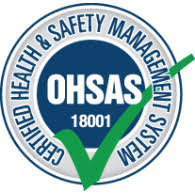 CERTIFIED HEALTH & SAFETY MANAGEMENT SYSTEM
OHSAS
18001